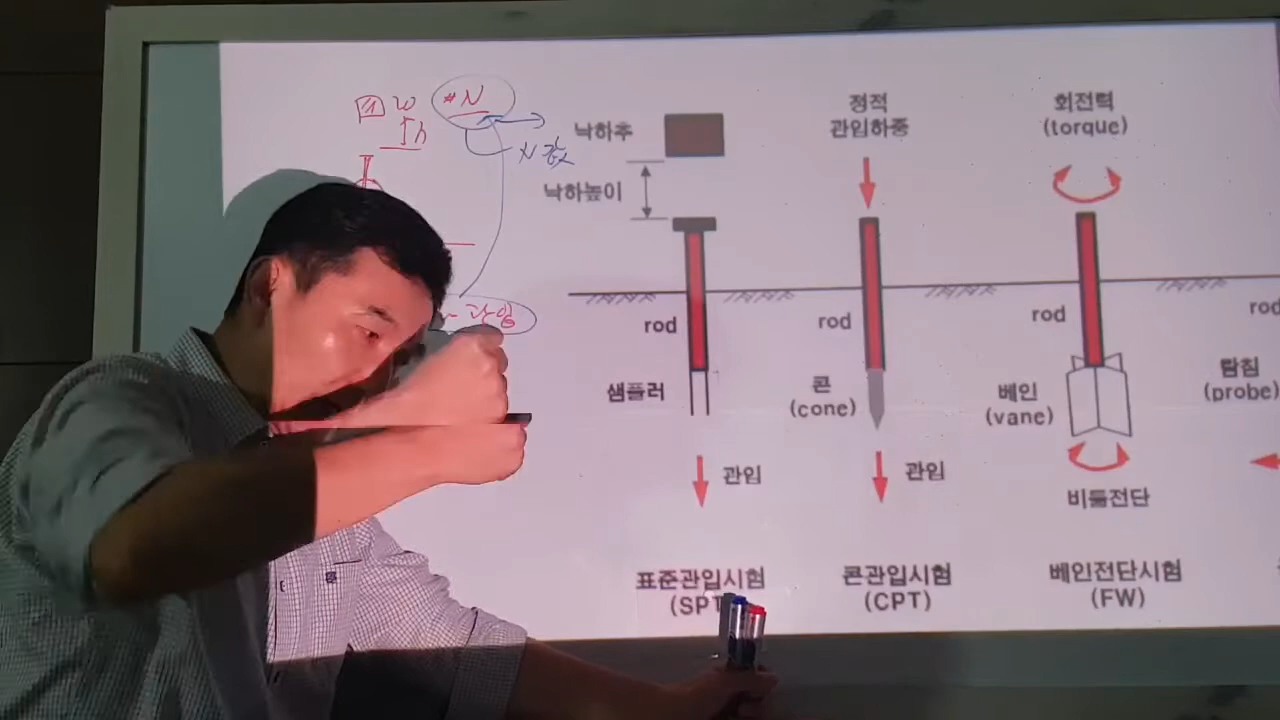 W
#N
h
N 값
관입
낙하추
낙하높이
rod
샘플러
관입
표준관입시험
(SPT
정적
관입하중
rod
콘
(cone)
관입
콘관입시험
(CPT)
회전력
(torque)
rod
베인
(vane)
비틀전단
베인전단시험
(FW)
탐침
(probe)